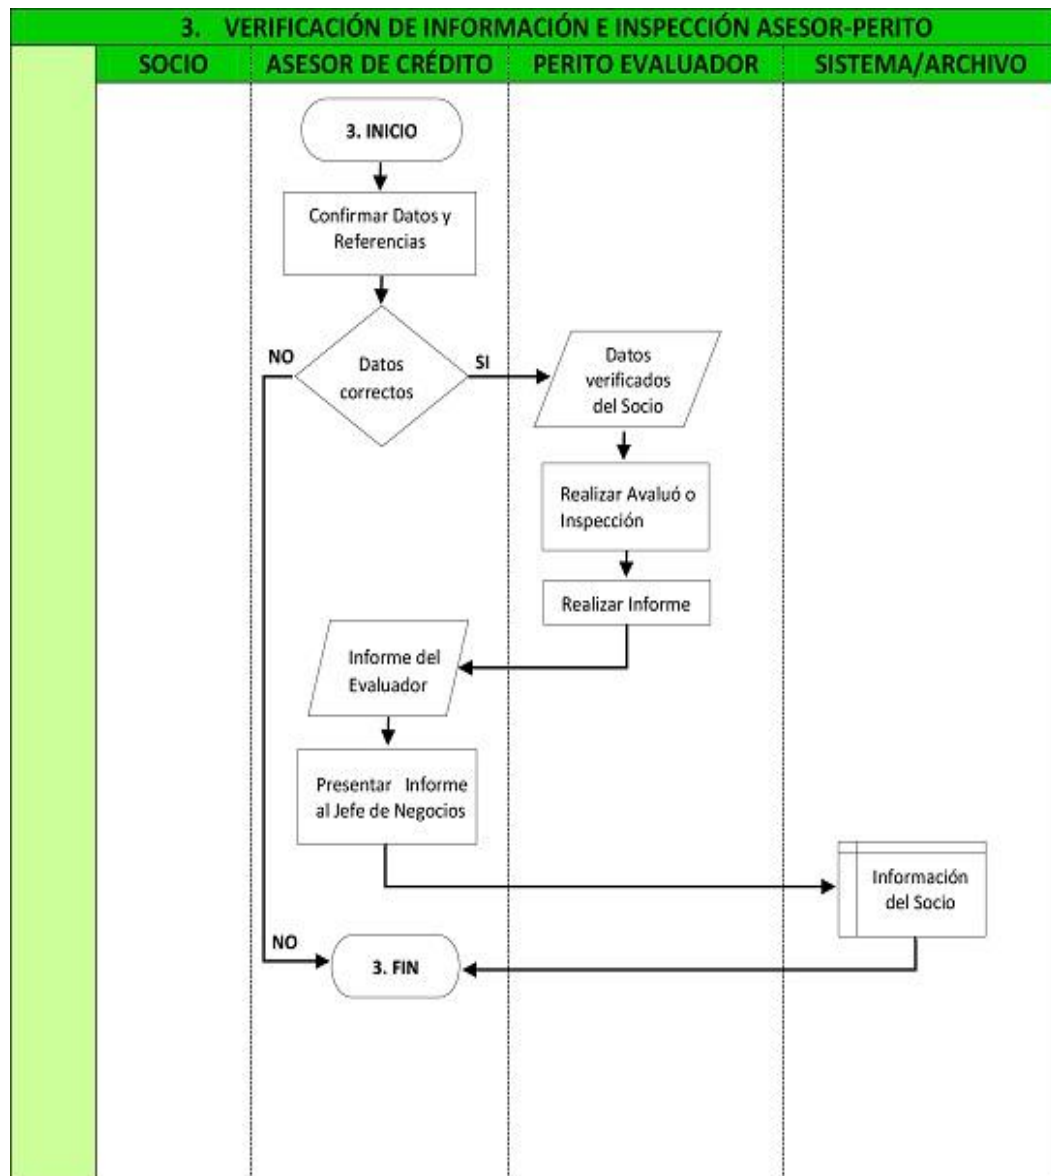 3. VERIFICACIÓN DE INFORMACIÓN E INSPECCIÓN ASESOR-PERITO
SOCIO
ASESOR DE CRÉDITO
PERITO EVALUADOR
SISTEMA/ARCHIVO
3. INICIO
Confirmar Datos y
Referencias
NO
Datos
correctos
SI
Datos
verificados
del Socio
Realizar Avaluó o
Inspección
Realizar Informe
Informe del
Evaluador
Presentar Informe
al Jefe de Negocios
Información
del Socio
NO
3. FIN